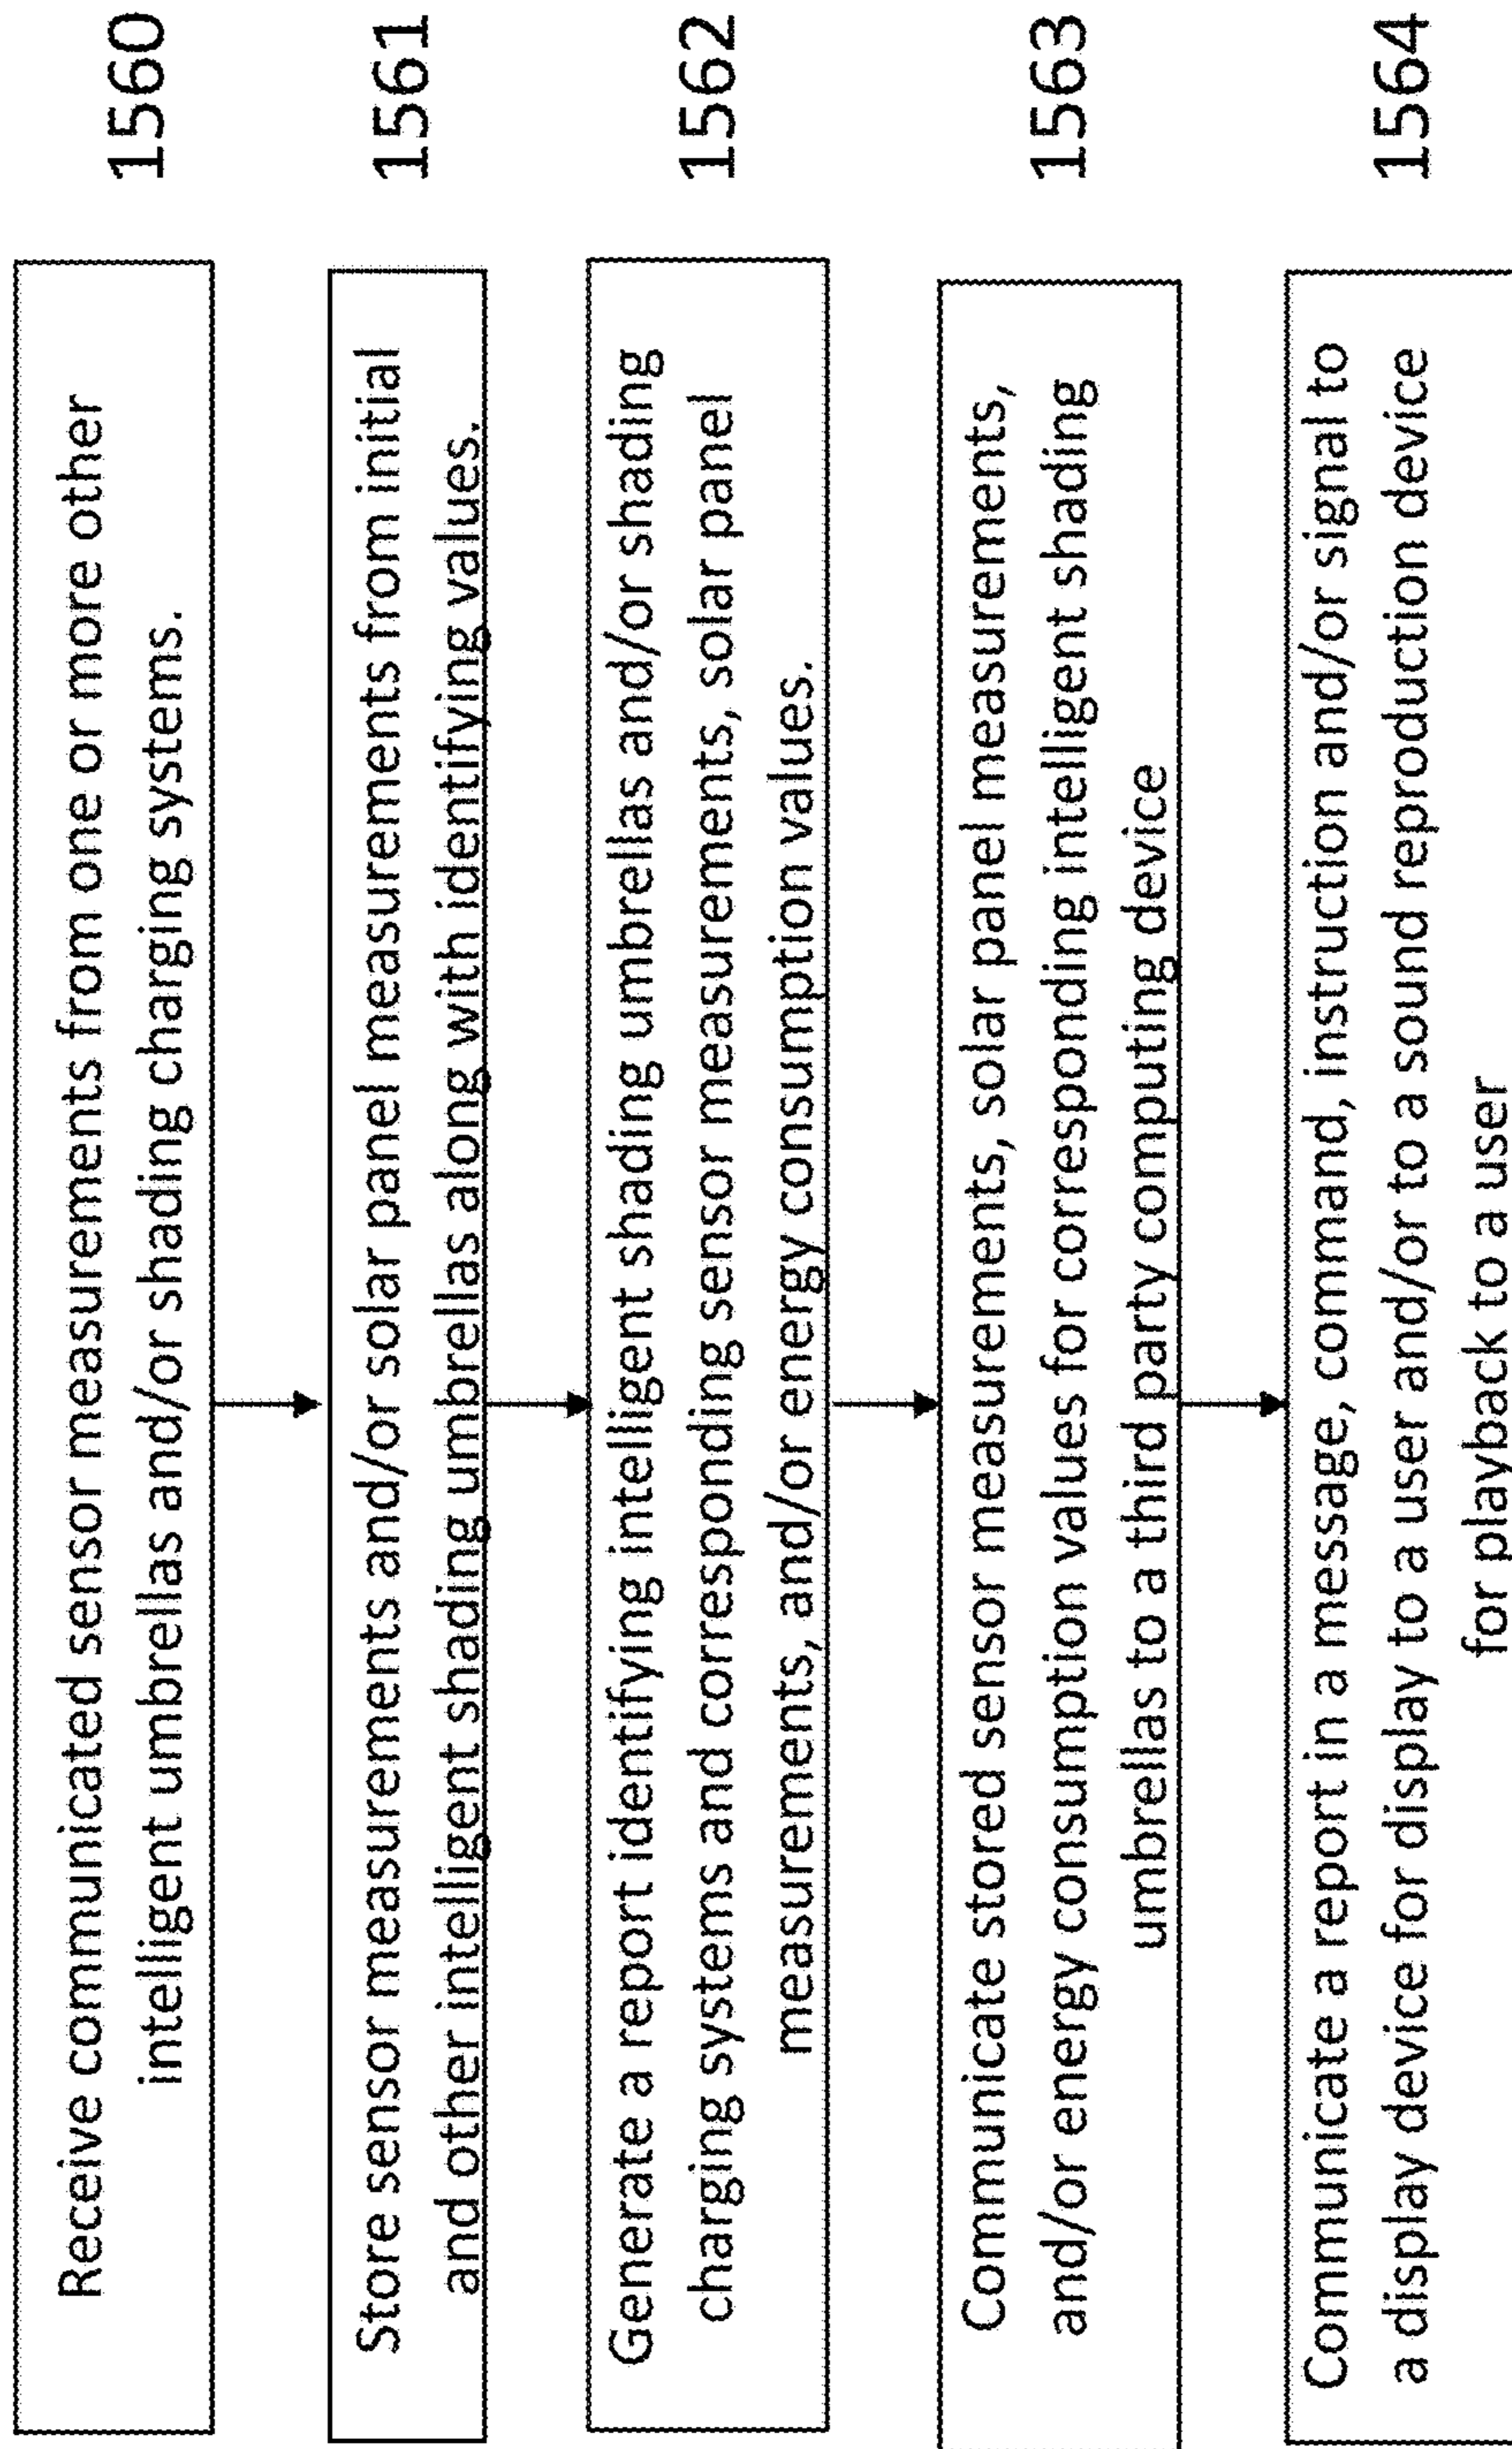 Receive communicated sensor measurements from one or more other
intelligent umbrellas and/or shading charging systems.
1560
Store sensor measurements and/or solar panel measurements from initial
and other intelligent shading umbrellas along with identifying values.
1561
Generate a report identifying intelligent shading umbrellas and/or shading
charging systems and corresponding sensor measurements, solar panel
measurements, and/or energy consumption values.
1562
Communicate stored sensor measurements, solar panel measurements,
and/or energy consumption values for corresponding intelligent shading
umbrellas to a third party computing device
1563
Communicate a report in a message, command, instruction and/or signal to
a display device for display to a user and/or to a sound reproduction device
for playback to a user
1564